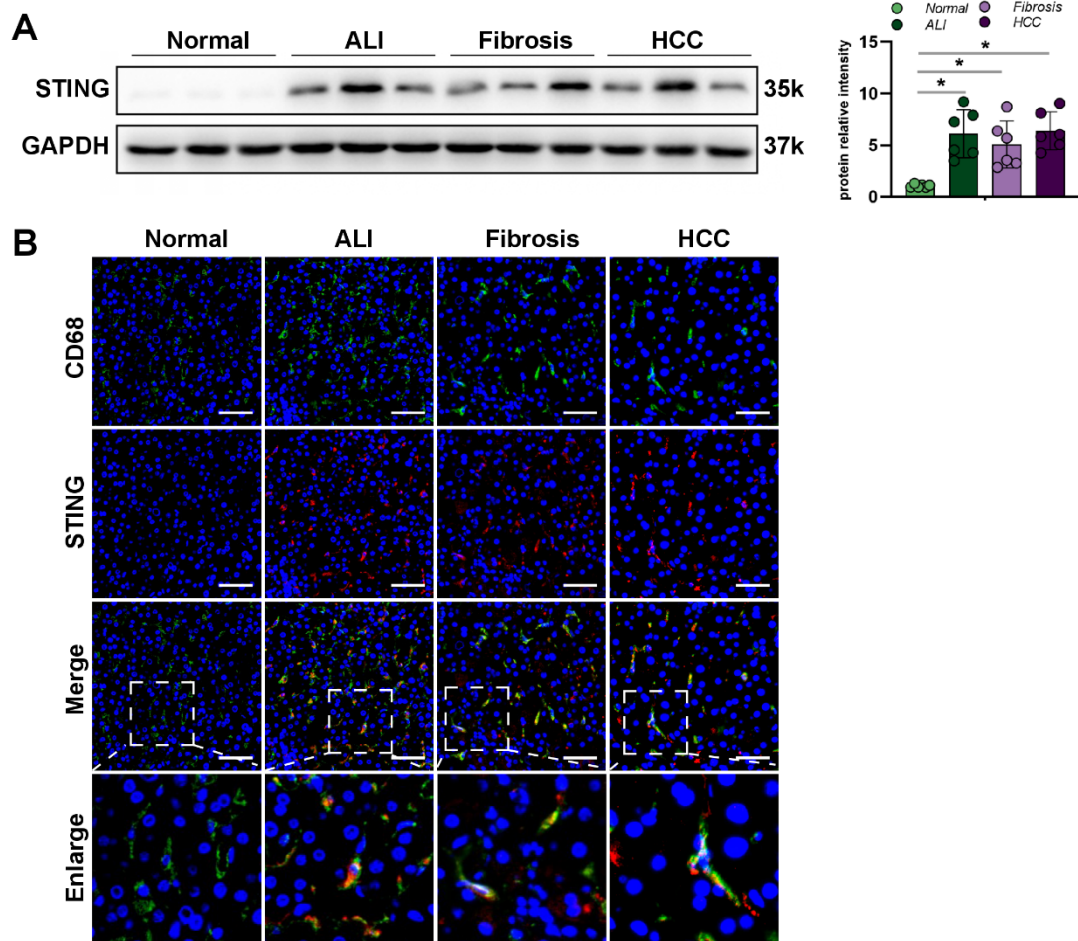 A
Normal ALI Fibrosis HCC
STING 35k
GAPDH 37k
Normal Fibrosis
ALI HCC
protein relative intensity
15
10
5
0
*
*
*
B
Normal ALI Fibrosis HCC
CD68
STING
Merge
Enlarge